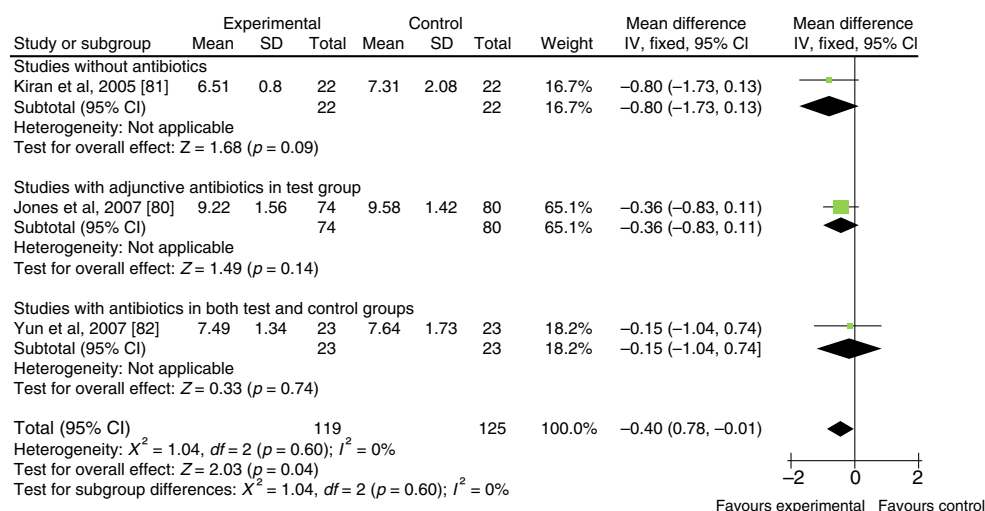 Experimental Control Mean difference Mean difference
Study or subgroup Mean SD Total Mean SD Total Weight IV, fixed, 95% CI IV, fixed, 95% CI
Studies without antibiotics
Kiran et al, 2005 [81] 6.51 0.8 22 7.31 2.08 22 16.7% –0.80 (–1.73, 0.13)
Subtotal (95% CI) 22 22 16.7% –0.80 (–1.73, 0.13)
Heterogeneity: Not applicable
Test for overall effect: Z = 1.68 (p = 0.09)
Studies with adjunctive antibiotics in test group
Jones et al, 2007 [80] 9.22 1.56 74 9.58 1.42 80 65.1% –0.36 (–0.83, 0.11)
Subtotal (95% CI) 74 80 65.1% –0.36 (–0.83, 0.11)
Heterogeneity: Not applicable
Test for overall effect: Z = 1.49 (p = 0.14)
Studies with antibiotics in both test and control groups
Yun et al, 2007 [82] 7.49 1.34 23 7.64 1.73 23 18.2% –0.15 (–1.04, 0.74)
Subtotal (95% CI) 23 23 18.2% –0.15 (–1.04, 0.74]
Heterogeneity: Not applicable
Test for overall effect: Z = 0.33 (p = 0.74)
Total (95% CI) 119 125 100.0% –0.40 (0.78, –0.01)
Heterogeneity: X² = 1.04, df = 2 (p = 0.60); I² = 0%
Test for overall effect: Z = 2.03 (p = 0.04)
Test for subgroup differences: X² = 1.04, df = 2 (p = 0.60); I² = 0%
–2 0 2
Favours experimental Favours control